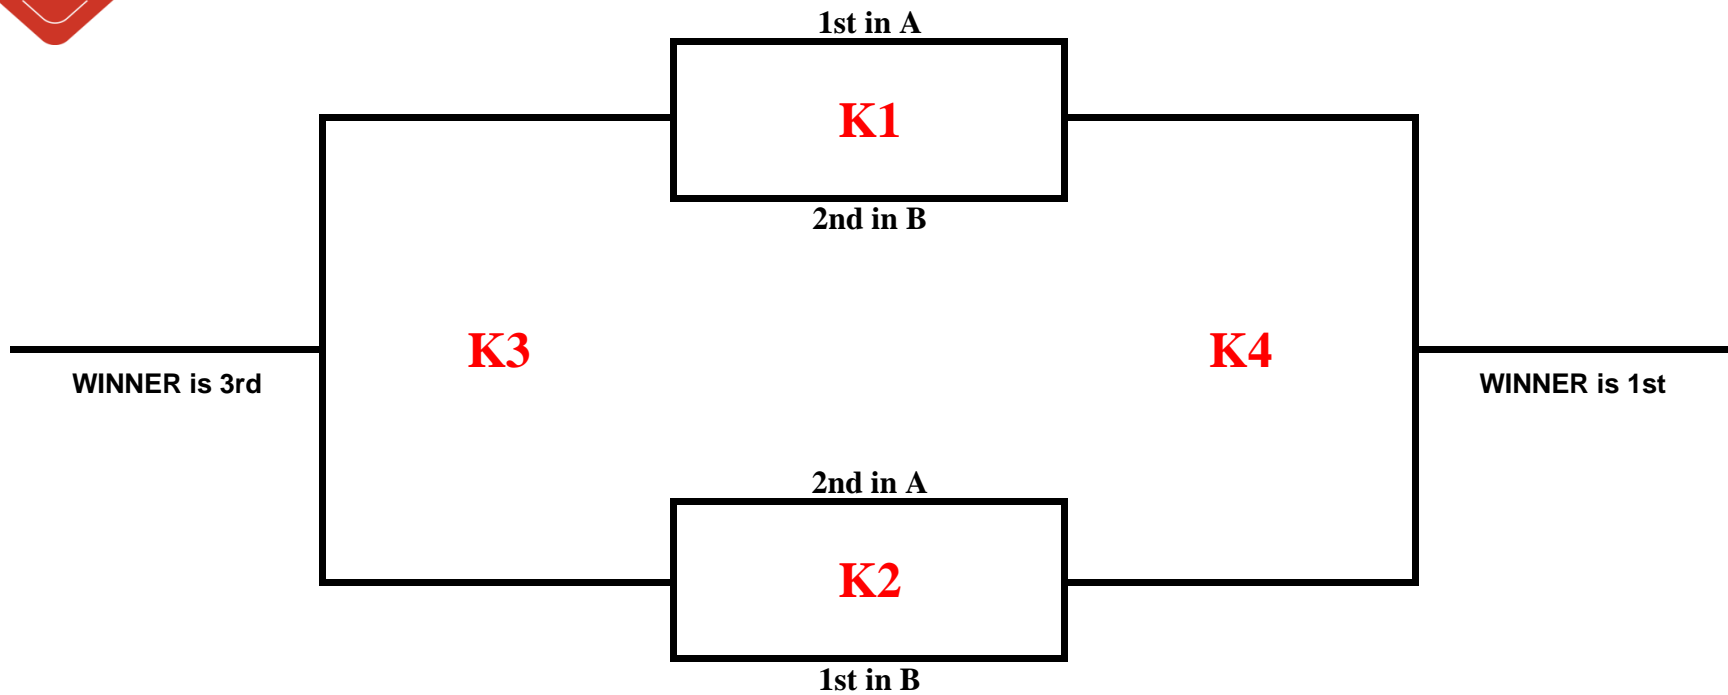 1st in A
K1
2nd in B
K3
K4
WINNER is 3rd
WINNER is 1st
2nd in A
K2
1st in B